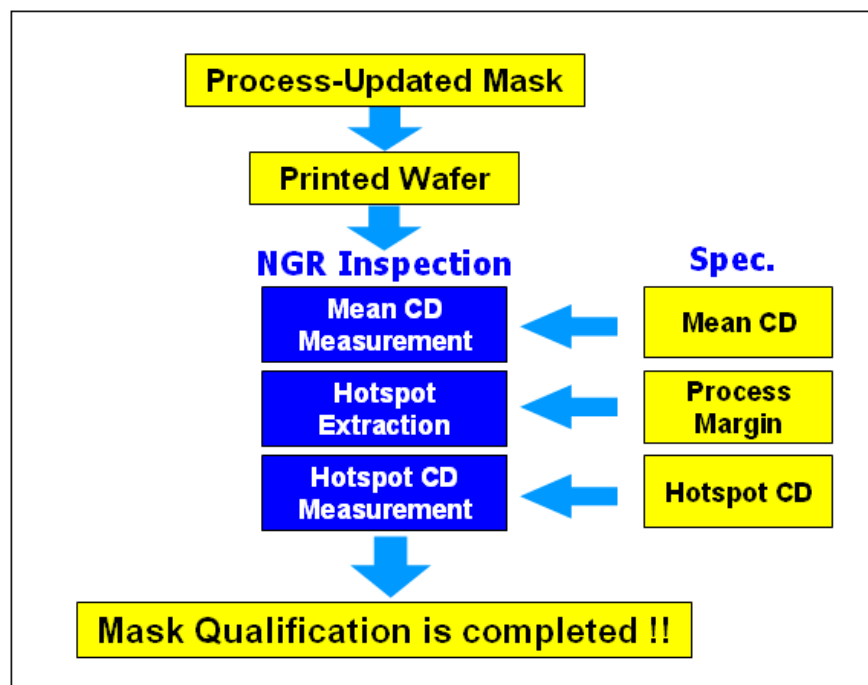 Process-Updated Mask
Printed Wafer
NGR Inspection
Spec.
Mean CD
Measurement
Mean CD
Hotspot
Extraction
Process
Margin
Hotspot CD
Measurement
Hotspot CD
Mask Qualification is completed !!